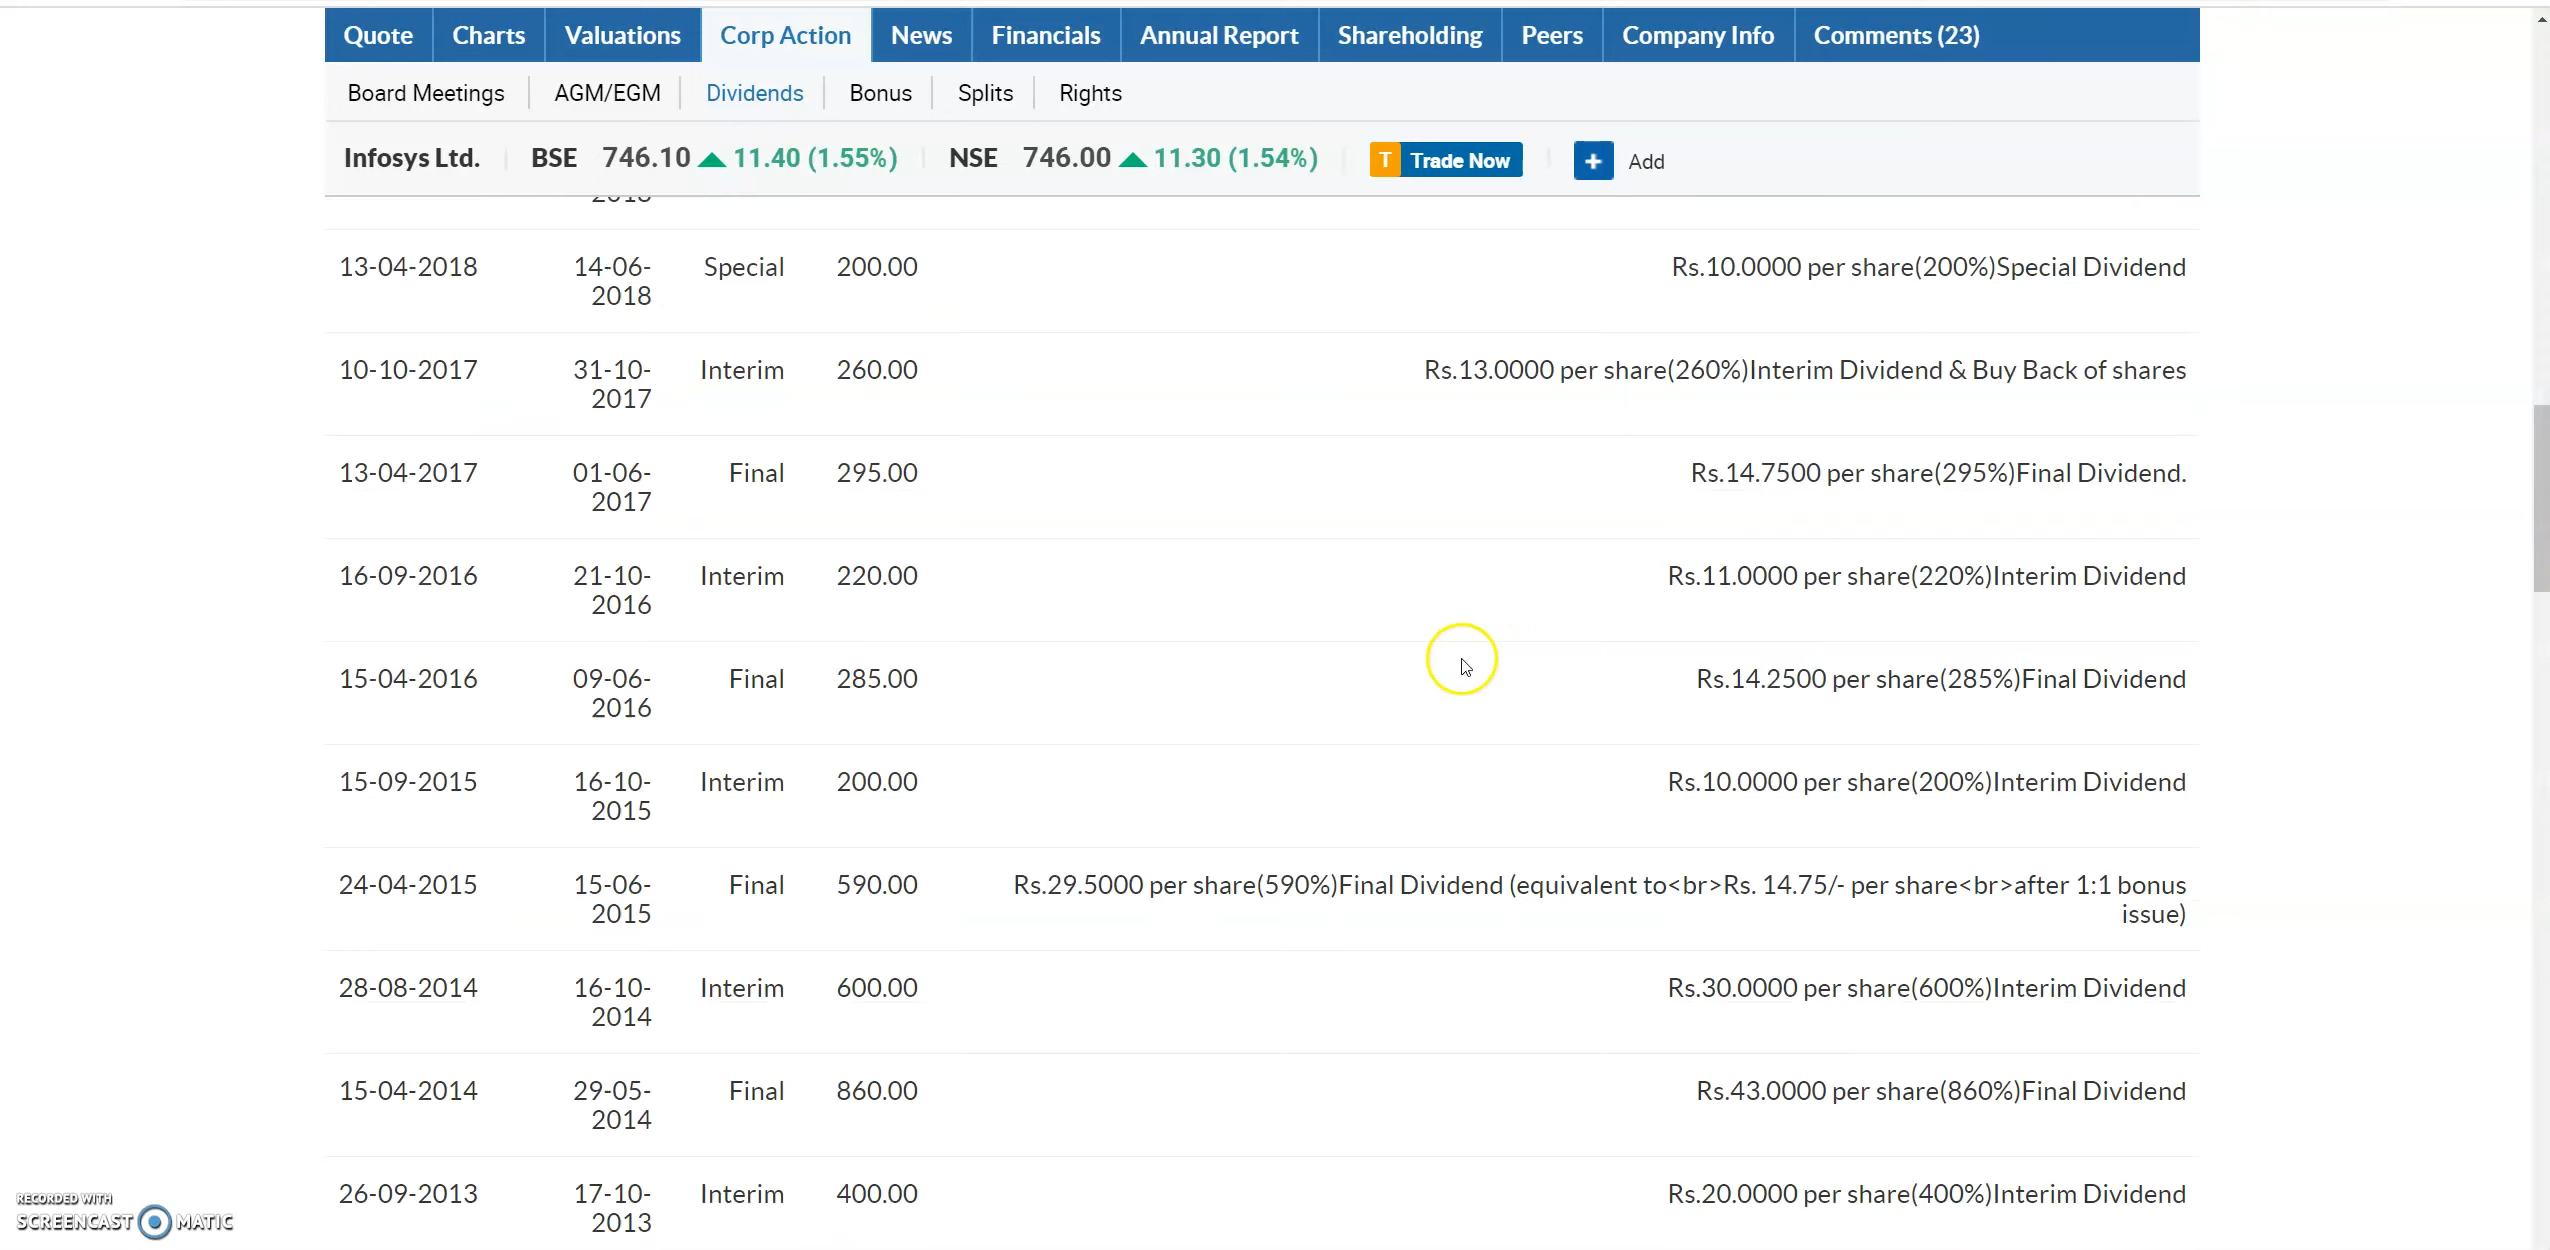 Quote Charts Valuations Corp Action News Financials Annual Report Shareholding Peers Company Info Comments (23)
Board Meetings AGM/EGM Dividends Bonus Splits Rights
Infosys Ltd. BSE 746.10 11.40 (1.55%) NSE 746.00 11.30 (1.54%) T Trade Now + Add
13-04-2018 14-06- Special 200.00 Rs.10.0000 per share(200%)Special Dividend
2018
10-10-2017 31-10- Interim 260.00 Rs.13.0000 per share(260%)Interim Dividend & Buy Back of shares
2017
13-04-2017 01-06- Final 295.00 Rs.14.7500 per share(295%)Final Dividend.
2017
16-09-2016 21-10- Interim 220.00 Rs.11.0000 per share(220%)Interim Dividend
2016
15-04-2016 09-06- Final 285.00 Rs.14.2500 per share(285%)Final Dividend
2016
15-09-2015 16-10- Interim 200.00 Rs.10.0000 per share(200%)Interim Dividend
2015
24-04-2015 15-06- Final 590.00 Rs.29.5000 per share(590%)Final Dividend (equivalent to<br>Rs. 14.75/- per share<br>after 1:1 bonus
2015 issue)
28-08-2014 16-10- Interim 600.00 Rs.30.0000 per share(600%)Interim Dividend
2014
15-04-2014 29-05- Final 860.00 Rs.43.0000 per share(860%)Final Dividend
2014
26-09-2013 17-10- Interim 400.00 Rs.20.0000 per share(400%)Interim Dividend
2013
RECORDED WITH
SCREENCAST MATIC